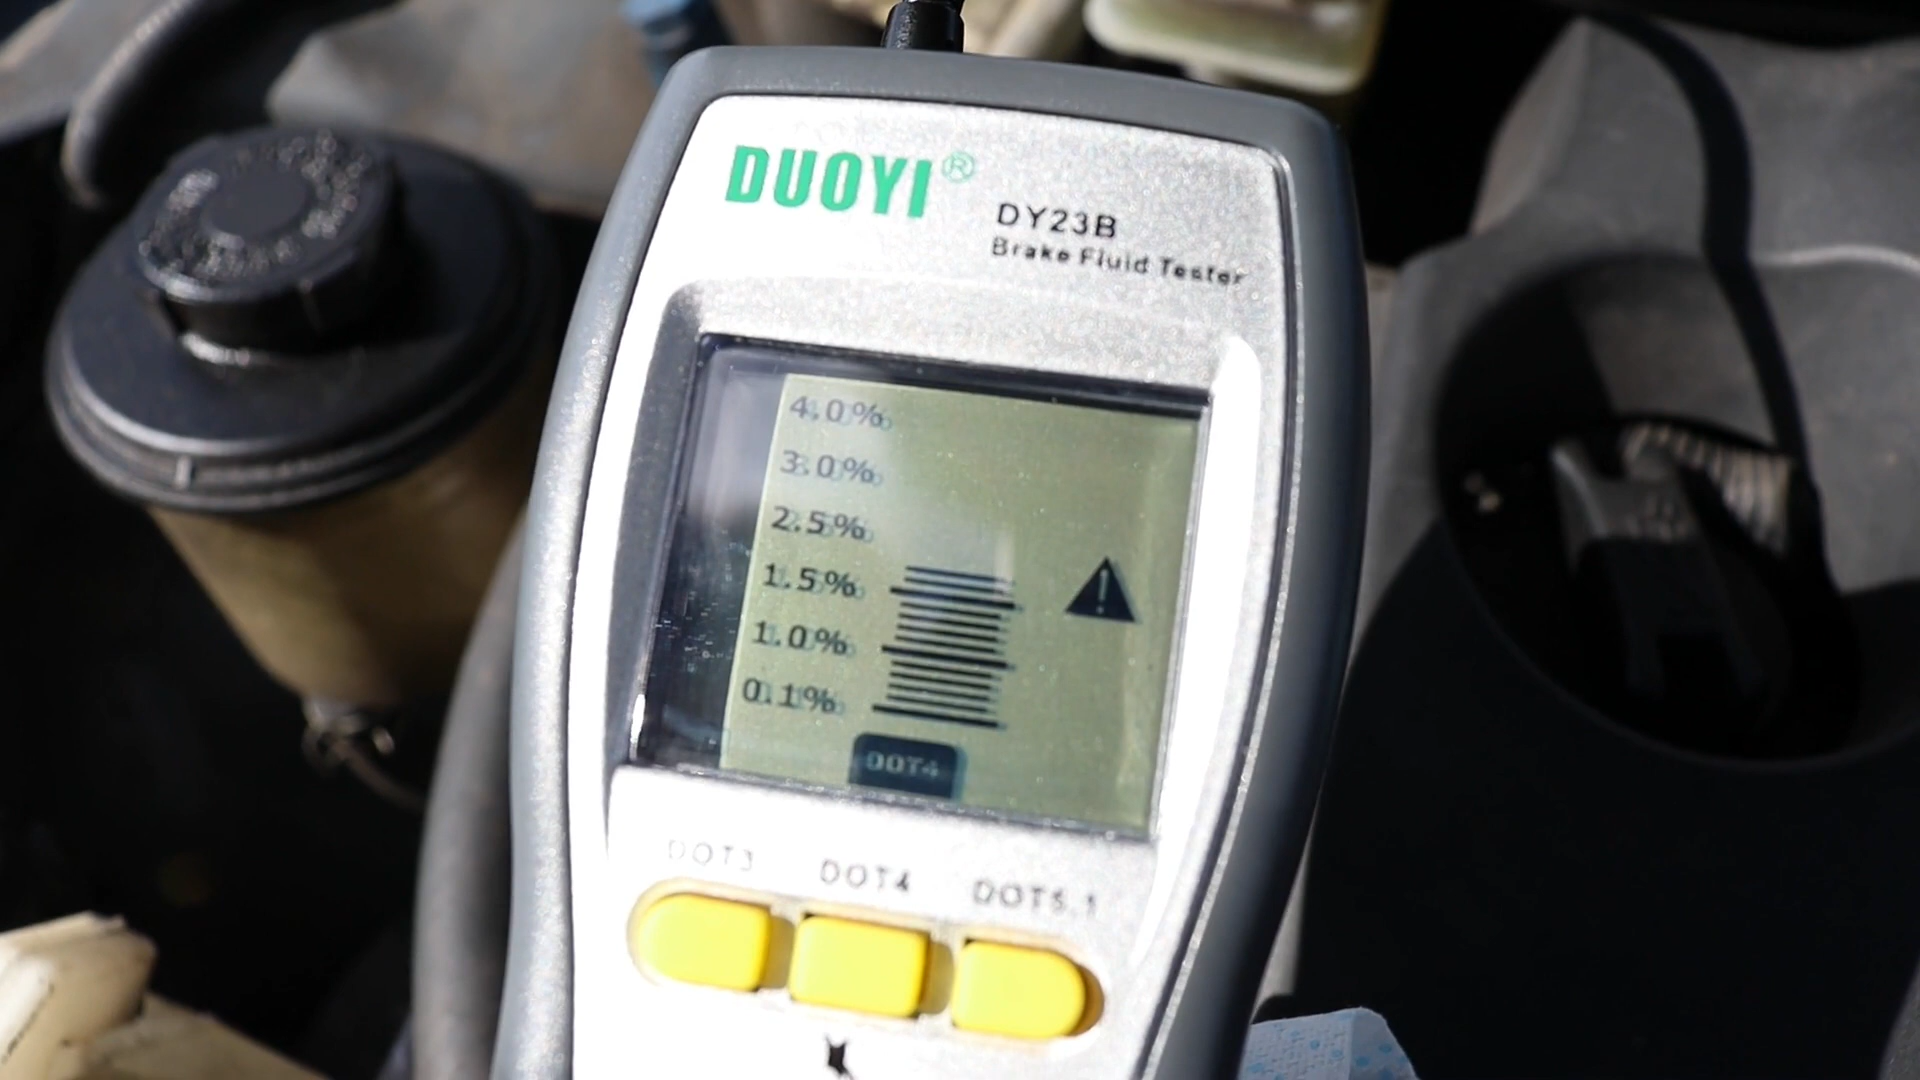 DUOYI®
DY23B
Brake Fluid Tester
4.0%
3.0%
2.5%
1.5%
1.0%
0.1%
DOT4
DOT3 DOT4 DOT5.1